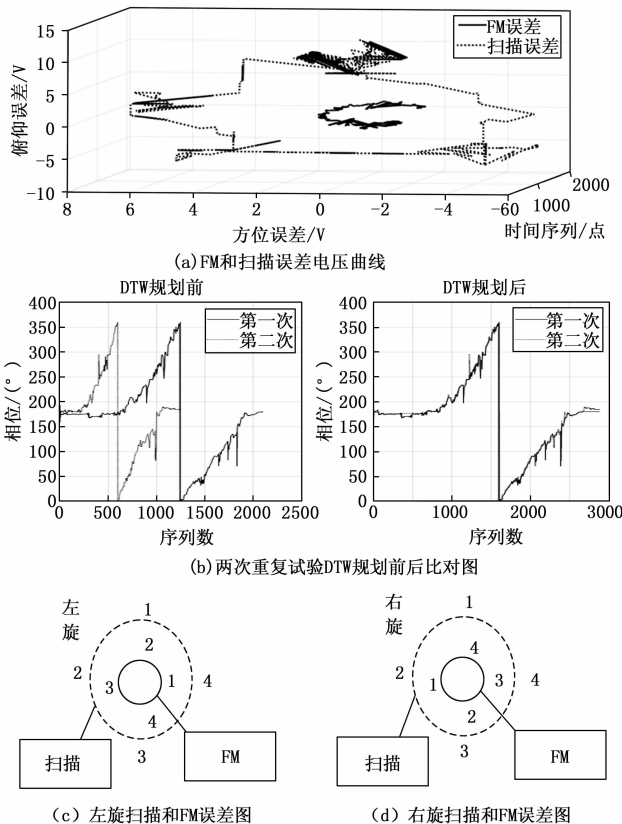 FM误差
扫描误差
15
10
5
0
-5
-10
俯仰误差/V
8
6
4
2
0
-2
-4
-60
1000
2000
方位误差/V
时间序列/点
(a)FM和扫描误差电压曲线
DTW规划前
400
350
300
250
200
150
100
50
0
相位/(°)
第一次
第二次
0
500
1000
1500
2000
2500
序列数
DTW规划后
400
350
300
250
200
150
100
50
0
相位/(°)
第一次
第二次
0
1000
2000
3000
序列数
(b)两次重复试验DTW规划前后比对图
左旋
1
2
2
3
1
4
4
3
扫描
FM
(c) 左旋扫描和FM误差图
右旋
1
4
2
1
3
4
2
3
扫描
FM
(d) 右旋扫描和FM误差图